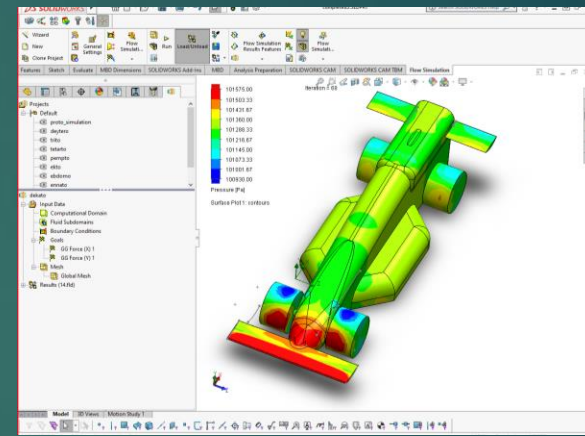 SOLIDWORKS
Wizard
New
Clone Project
General Settings
Flow Simulati...
Run
Load/Unload
Flow Simulation Results Features
Flow Simulati...
Features
Sketch
Evaluate
MBD Dimensions
SOLIDWORKS Add-Ins
MBD
Analysis Preparation
SOLIDWORKS CAM
SOLIDWORKS CAM TBM
Flow Simulation
Projects
Default
proto_simulation
deytero
trito
tetarto
pempto
ebdomo
dekato
Input Data
Computational Domain
Fluid Subdomains
Boundary Conditions
Goals
GG Force (X) 1
GG Force (Y) 1
Mesh
Global Mesh
Results (14.fld)
101575.00
101503.33
101431.67
101360.00
101288.33
101145.00
101073.33
101001.67
100930.00
Pressure [Pa]
Surface Plot 1: contours
Model
3D Views
Motion Study 1